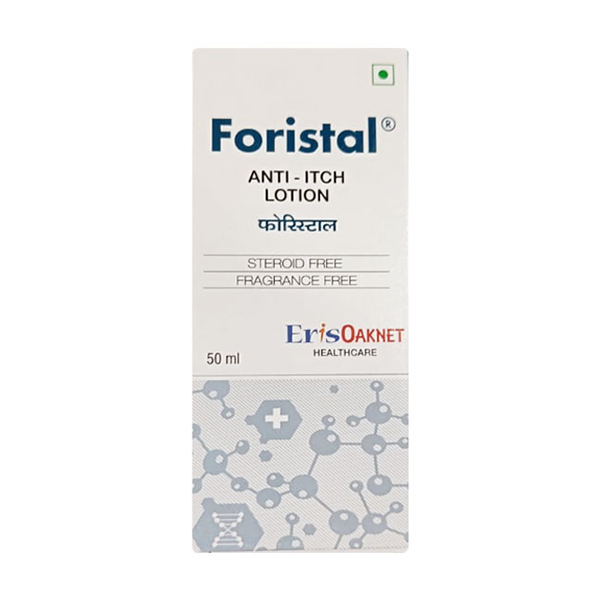 Foristal®
ANTI - ITCH
LOTION
फोरिस्टाल
STEROID FREE
FRAGRANCE FREE
ErisOAKNET
HEALTHCARE
50 ml